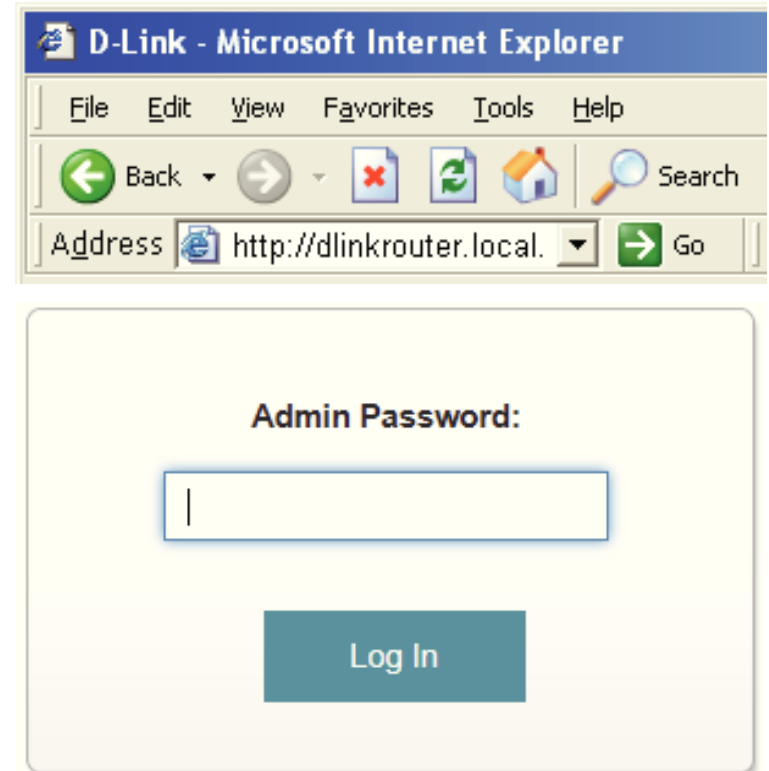 D-Link - Microsoft Internet Explorer
File Edit View Favorites Tools Help
Back Search
Address http://dlinkrouter.local. Go
Admin Password:
Log In